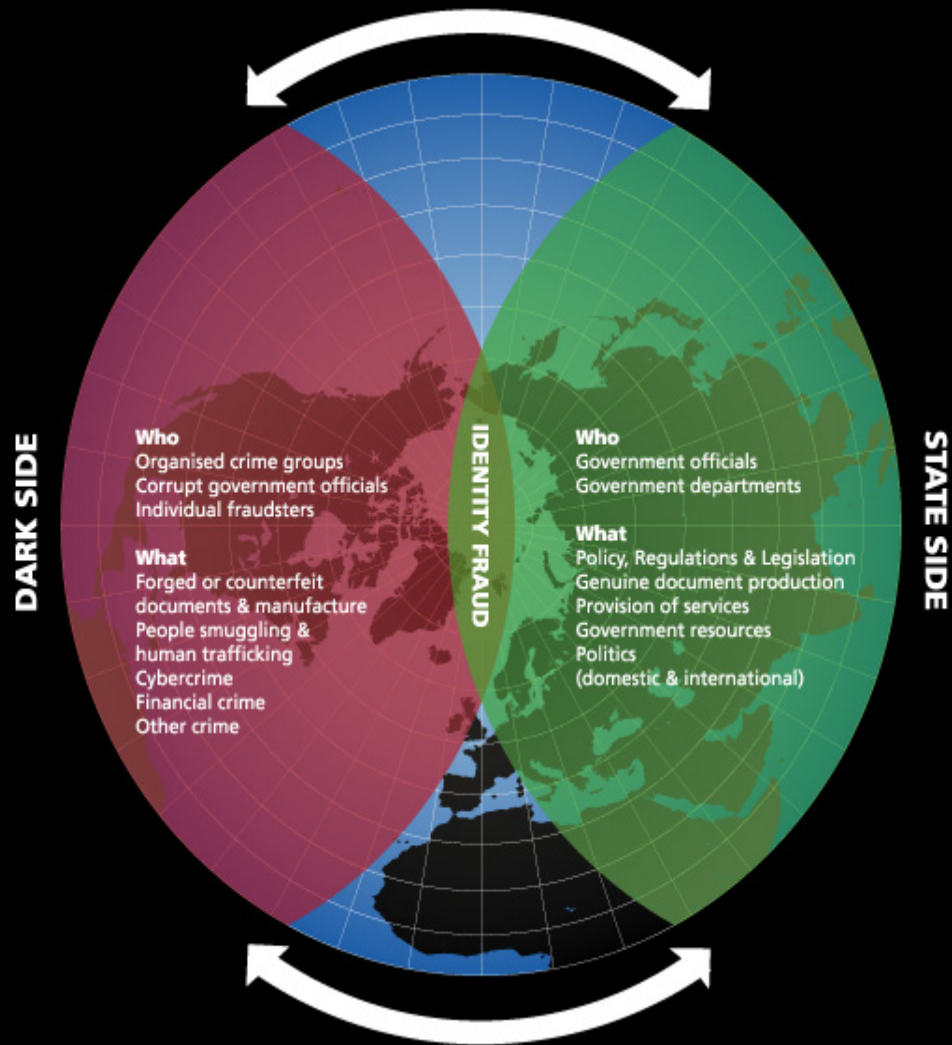 DARK SIDE
Who
Organised crime groups
Corrupt government officials
Individual fraudsters
What
Forged or counterfeit
documents & manufacture
People smuggling &
human trafficking
Cybercrime
Financial crime
Other crime
IDENTITY FRAUD
Who
Government officials
Government departments
What
Policy, Regulations & Legislation
Genuine document production
Provision of services
Government resources
Politics
(domestic & international)
STATE SIDE